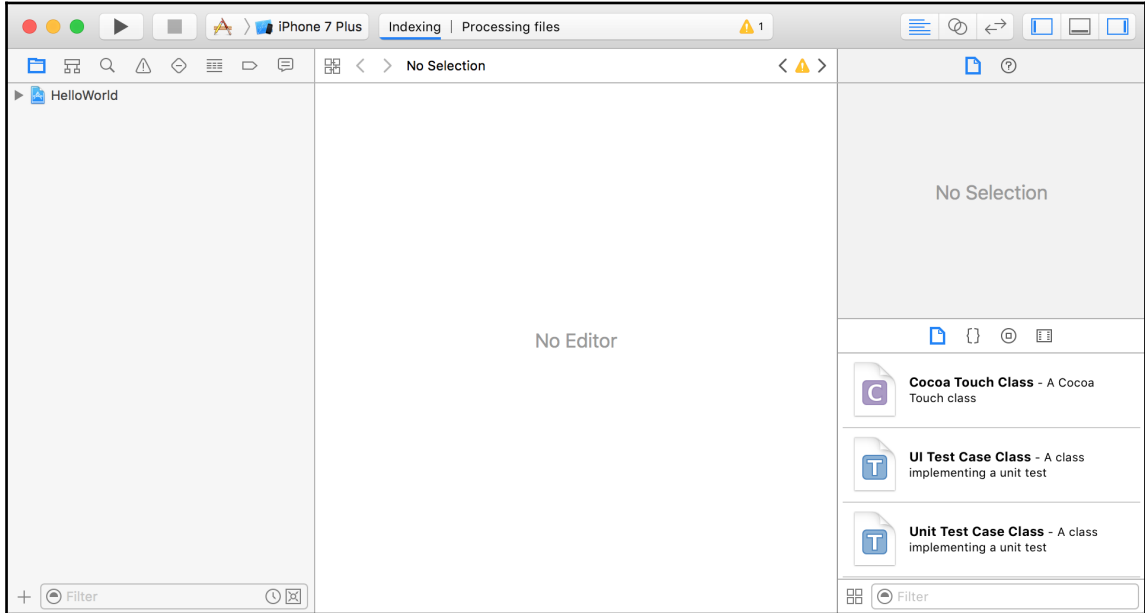 iPhone 7 Plus
Indexing | Processing files
1
No Selection
HelloWorld
No Selection
No Editor
{}
C
Cocoa Touch Class - A Cocoa
Touch class
T
UI Test Case Class - A class
implementing a unit test
T
Unit Test Case Class - A class
implementing a unit test
Filter
Filter